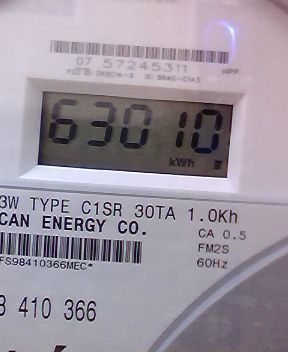 07 57245311
63010
kWh
3W TYPE C1SR 30TA 1.0Kh
CAN ENERGY CO.
CA 0.5
FM2S
60Hz
FS98410366MEC*
410 366